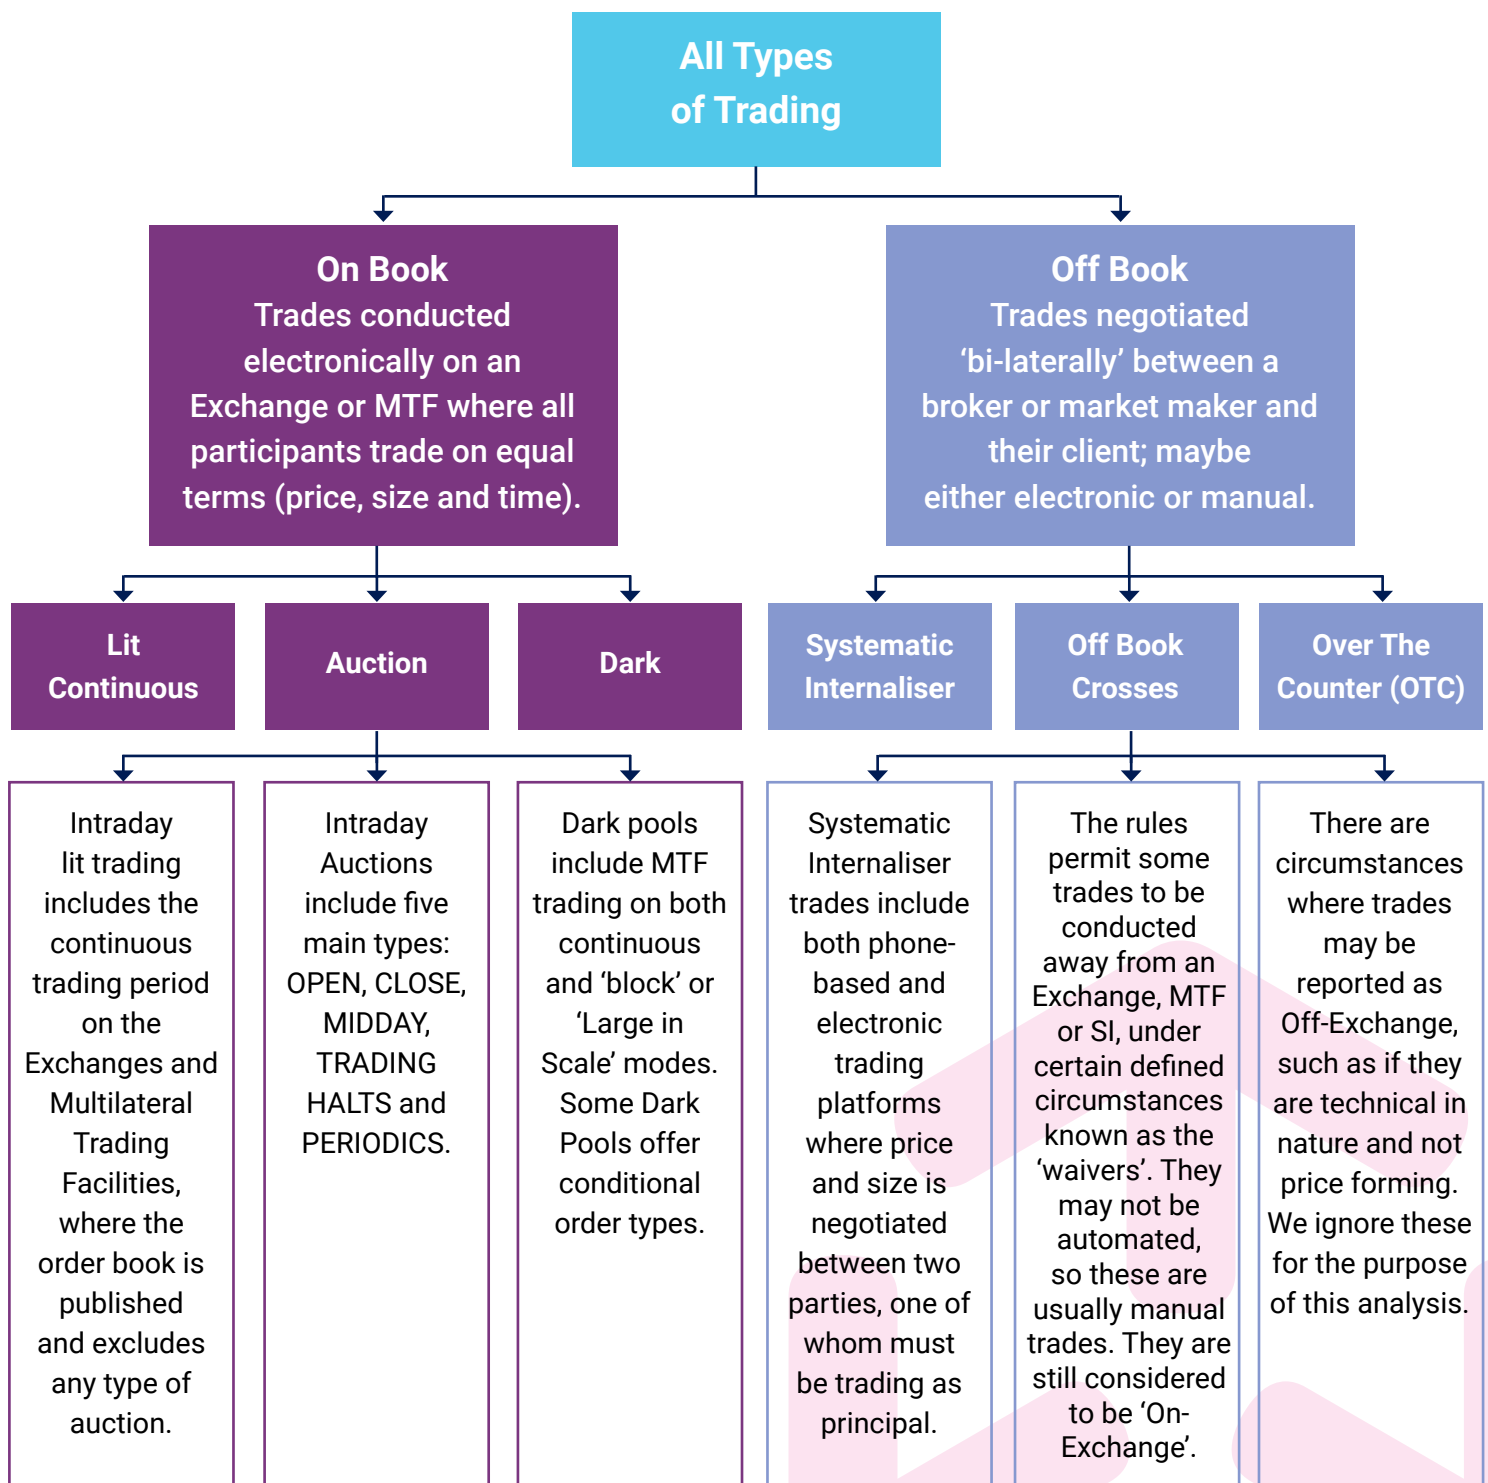 All Types
of Trading
On Book
Trades conducted
electronically on an
Exchange or MTF where all
participants trade on equal
terms (price, size and time).
Off Book
Trades negotiated
‘bi-laterally’ between a
broker or market maker and
their client; maybe
either electronic or manual.
Lit
Continuous
Auction
Dark
Systematic
Internaliser
Off Book
Crosses
Over The
Counter (OTC)
Intraday
lit trading
includes the
continuous
trading period
on the
Exchanges and
Multilateral
Trading
Facilities,
where the
order book is
published
and excludes
any type of
auction.
Intraday
Auctions
include five
main types:
OPEN, CLOSE,
MIDDAY,
TRADING
HALTS and
PERIODICS.
Dark pools
include MTF
trading on both
continuous
and ‘block’ or
‘Large in
Scale’ modes.
Some Dark
Pools offer
conditional
order types.
Systematic
Internaliser
trades include
both phone-
based and
electronic
trading
platforms
where price
and size is
negotiated
between two
parties, one of
whom must
be trading as
principal.
The rules
permit some
trades to be
conducted
away from an
Exchange, MTF
or SI, under
certain defined
circumstances
known as the
‘waivers’. They
may not be
automated,
so these are
usually manual
trades. They are
still considered
to be ‘On-
Exchange’.
There are
circumstances
where trades
may be
reported as
Off-Exchange,
such as if they
are technical in
nature and not
price forming.
We ignore these
for the purpose
of this analysis.